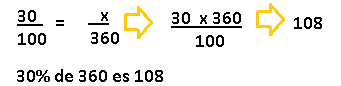 30/100 = x/360 ⇨ 30 x 360/100 ⇨ 108
30% de 360 es 108